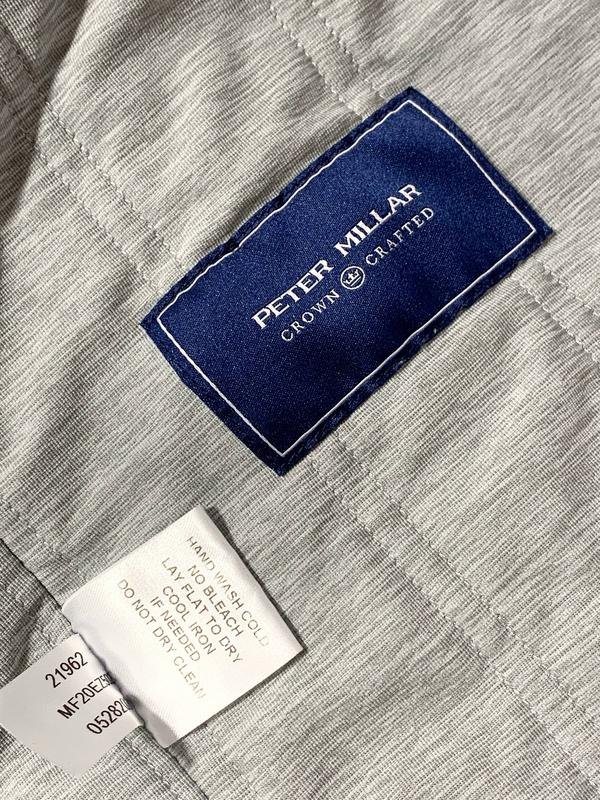 PETER MILLAR
CROWN CRAFTED
HAND WASH COLD
NO BLEACH
LAY FLAT TO DRY
COOL IRON
IF NEEDED
DO NOT DRY CLEAN
21962